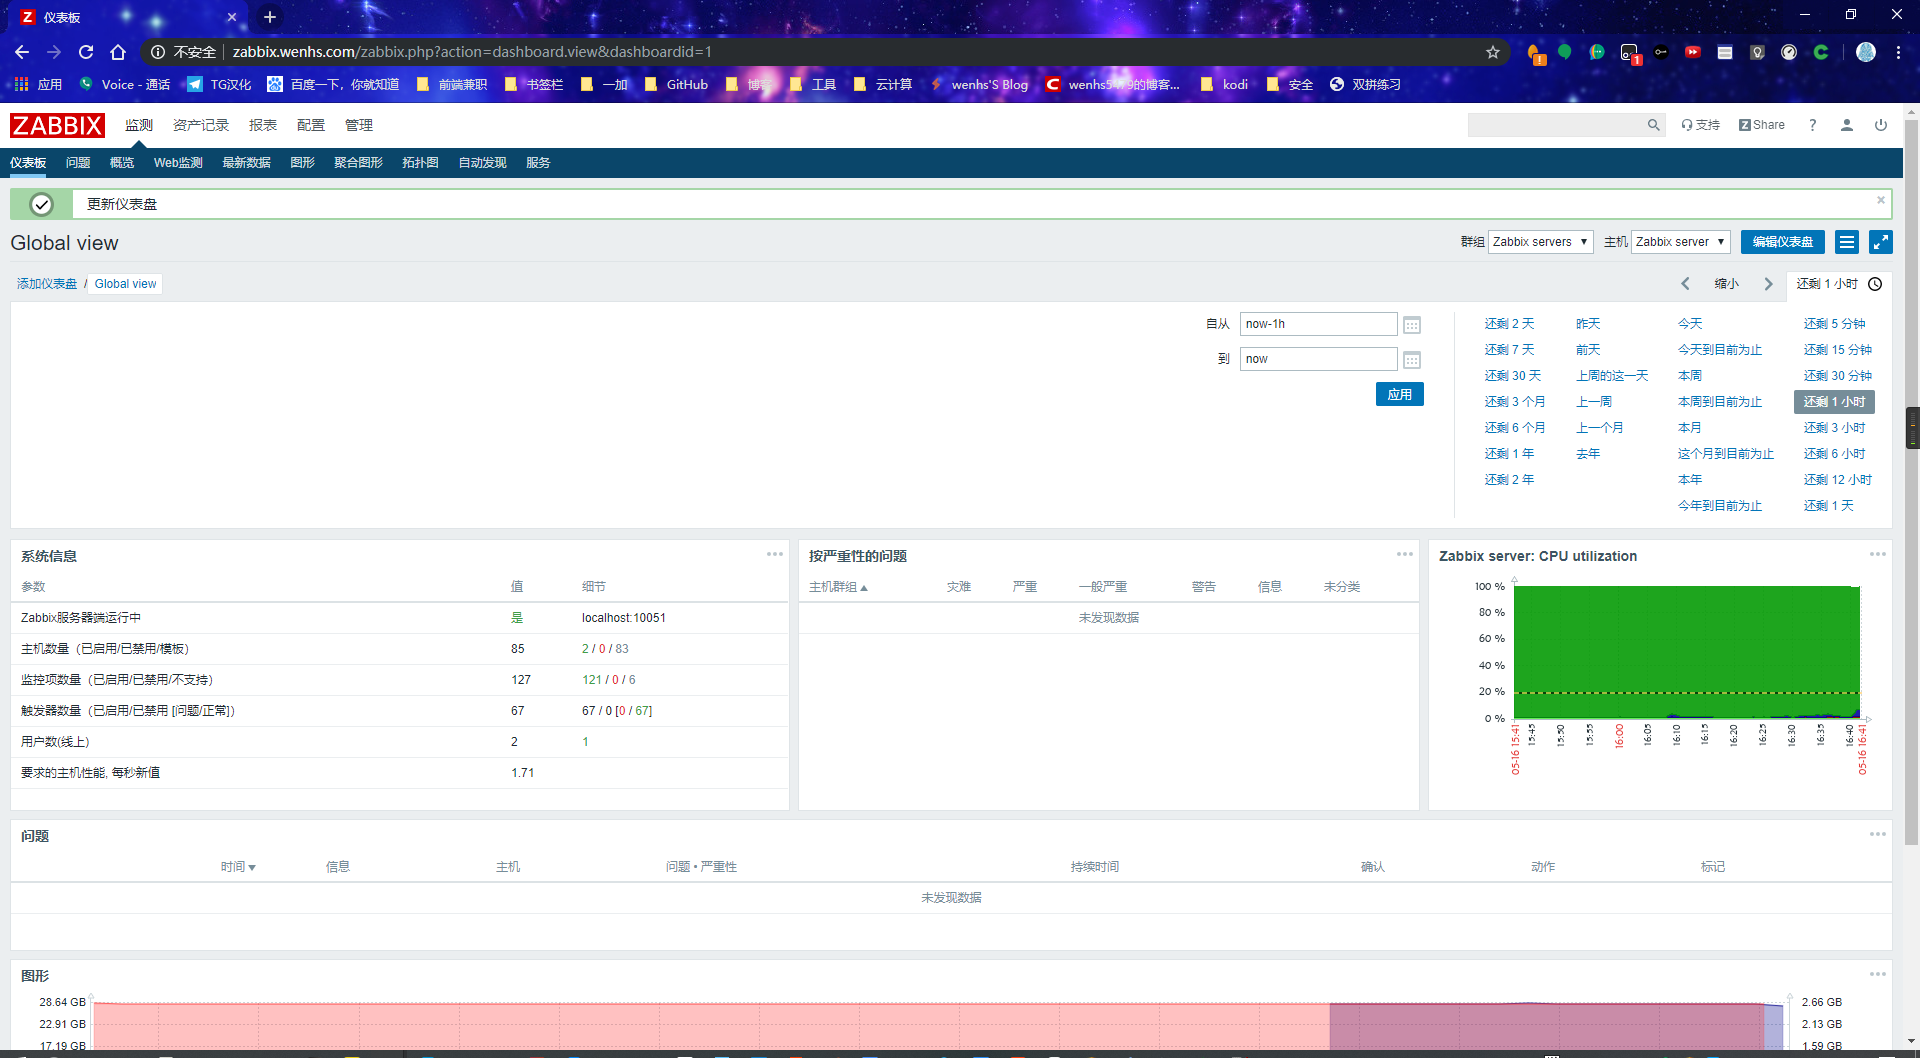 仪表板
不安全 zabbix.wenhs.com/zabbix.php?action=dashboard.view&dashboardid=1
应用 Voice - 通话 TG汉化 百度一下，你就知道 前端兼职 书签栏 一加 GitHub 博客 工具 云计算 wenhs'S Blog kodi 安全 双拼练习
ZABBIX 监测 资产记录 报表 配置 管理 支持 Share ?
仪表板 问题 概览 Web监测 最新数据 图形 聚合图形 拓扑图 自动发现 服务
更新仪表盘
Global view 群组 Zabbix servers 主机 Zabbix server 编辑仪表盘
添加仪表盘 / Global view 缩小 还剩 1 小时
自从 now-1h
到 now
应用
还剩 2 天 昨天 今天 还剩 5 分钟
还剩 7 天 前天 今天到目前为止 还剩 15 分钟
还剩 30 天 上周的这一天 本周 还剩 30 分钟
还剩 3 个月 上一周 本周到目前为止 还剩 1 小时
还剩 6 个月 上一个月 本月 还剩 3 小时
还剩 1 年 去年 这个月到目前为止 还剩 6 小时
还剩 2 年 本年 还剩 12 小时
今年到目前为止 还剩 1 天
系统信息
参数 值 细节
Zabbix服务器端运行中 是 localhost:10051
主机数量（已启用/已禁用/模板） 85 2 / 0 / 83
监控项数量（已启用/已禁用/不支持） 127 121 / 0 / 6
触发器数量（已启用/已禁用 [问题/正常]） 67 67 / 0 [0 / 67]
用户数(线上) 2 1
要求的主机性能, 每秒新值 1.71
按严重性的问题
主机群组 灾难 严重 一般严重 警告 信息 未分类
未发现数据
Zabbix server: CPU utilization
100 %
80 %
60 %
40 %
20 %
0 %
05-16 15:41 15:45 15:50 15:55 16:00 16:05 16:10 16:15 16:20 16:25 16:30 16:35 16:40 05-16 16:41
问题
时间 信息 主机 问题 • 严重性 持续时间 确认 动作 标记
未发现数据
图形
28.64 GB 2.66 GB
22.91 GB 2.13 GB
17.19 GB 1.59 GB